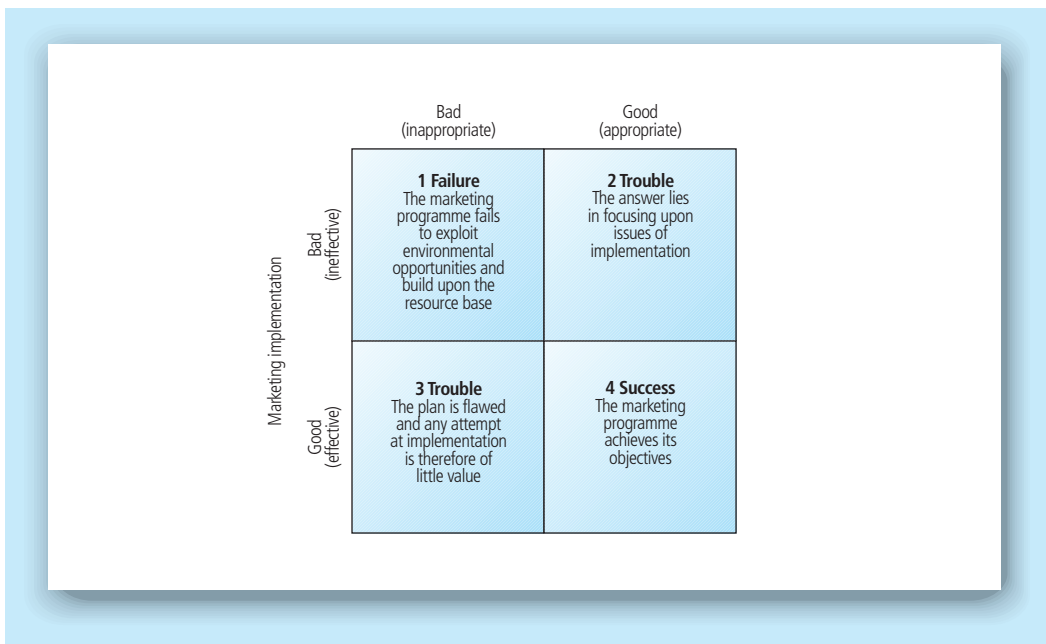 Bad
(inappropriate)
Good
(appropriate)
Marketing implementation
Bad
(ineffective)
1 Failure
The marketing
programme fails
to exploit
environmental
opportunities and
build upon the
resource base
2 Trouble
The answer lies
in focusing upon
issues of
implementation
Good
(effective)
3 Trouble
The plan is flawed
and any attempt
at implementation
is therefore of
little value
4 Success
The marketing
programme
achieves its
objectives